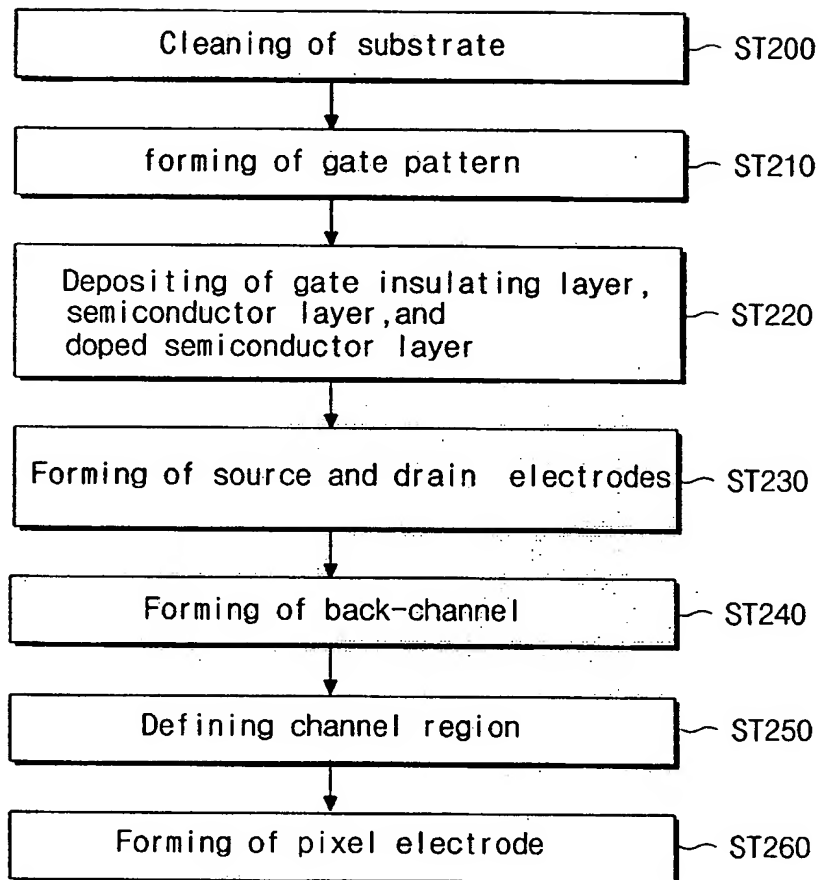 Cleaning of substrate ST200
forming of gate pattern ST210
Depositing of gate insulating layer,
semiconductor layer,and
doped semiconductor layer ST220
Forming of source and drain electrodes ST230
Forming of back-channel ST240
Defining channel region ST250
Forming of pixel electrode ST260